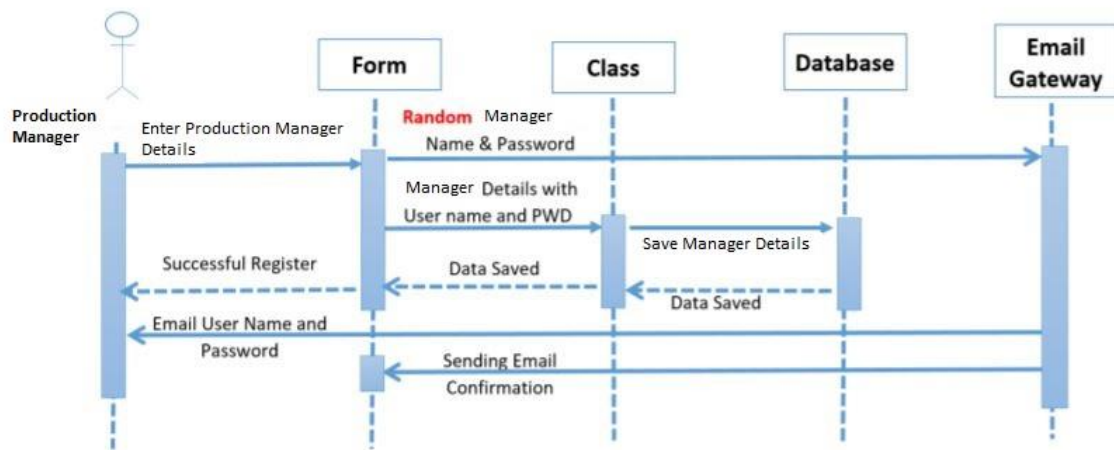 Form
Class
Database
Email
Gateway
Production
Manager
Enter Production Manager
Details
Random Manager
Name & Password
Manager Details with
User name and PWD
Save Manager Details
Successful Register
Data Saved
Data Saved
Email User Name and
Password
Sending Email
Confirmation